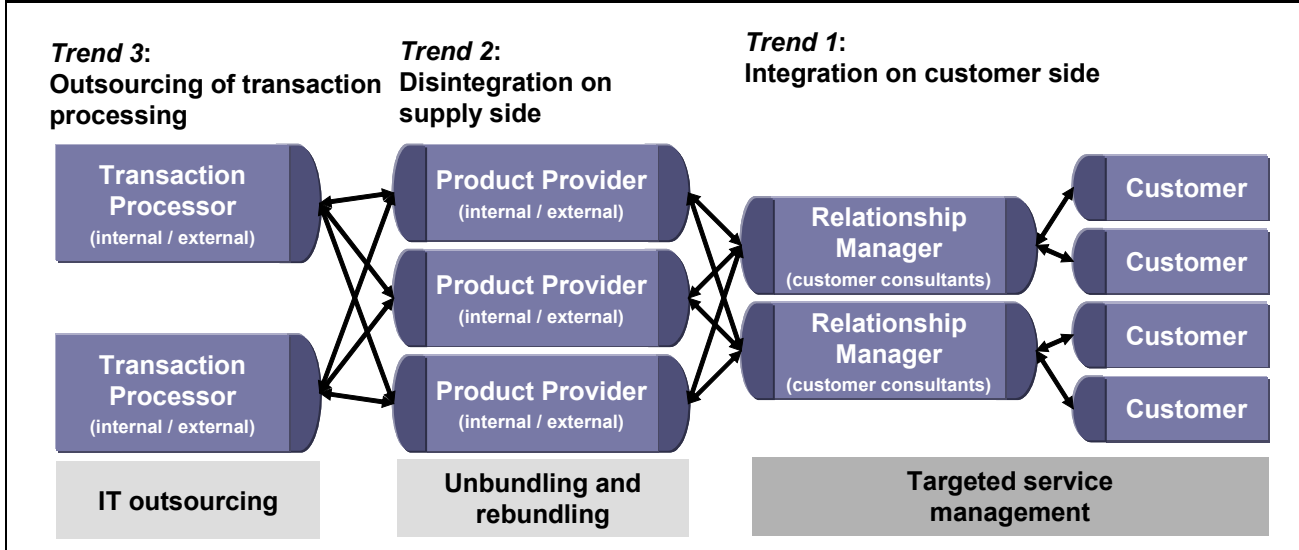 Trend 3:
Outsourcing of transaction
processing
Trend 2:
Disintegration on
supply side
Trend 1:
Integration on customer side
Transaction
Processor
(internal / external)
Transaction
Processor
(internal / external)
Product Provider
(internal / external)
Product Provider
(internal / external)
Product Provider
(internal / external)
Relationship
Manager
(customer consultants)
Relationship
Manager
(customer consultants)
Customer
Customer
Customer
Customer
IT outsourcing
Unbundling and
rebundling
Targeted service
management